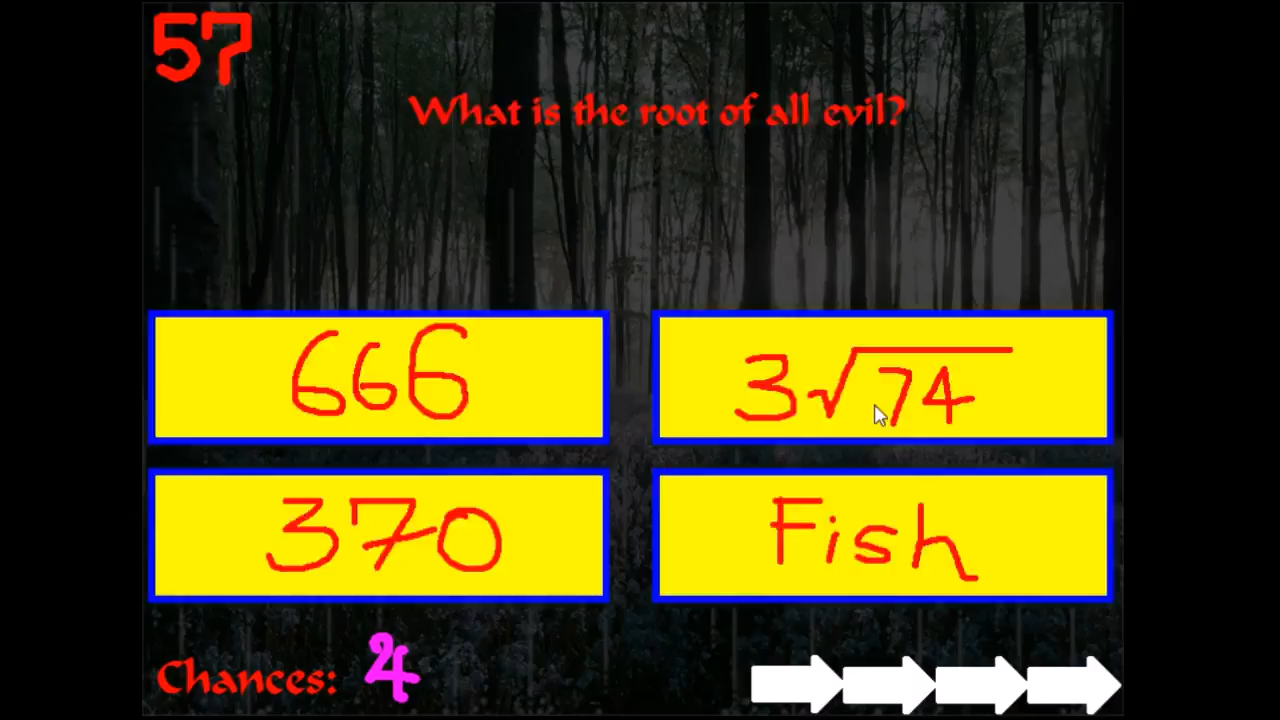 57
What is the root of all evil?
666
3√74
370
Fish
Chances: 4